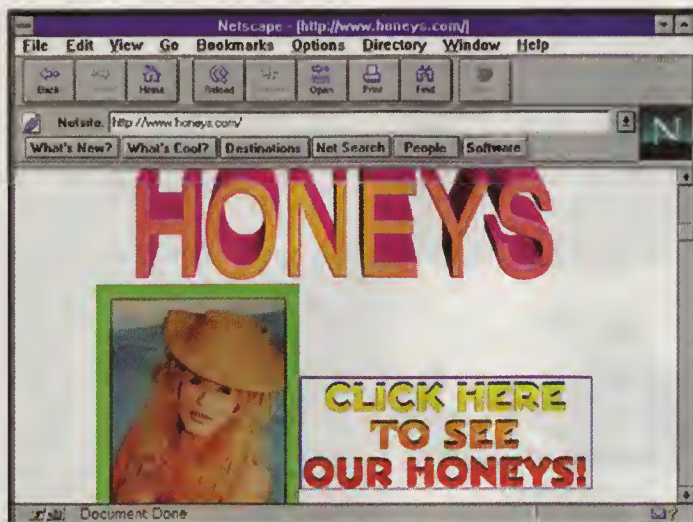 Netscape - [http://www.honeys.com/]
File Edit View Go Bookmarks Options Directory Window Help
Back Home Reload Open Print Find
Netsite: http://www.honeys.com/
What's New? What's Cool? Destinations Net Search People Software
N
HONEYS
CLICK HERE
TO SEE
OUR HONEYS!
Document Done
?